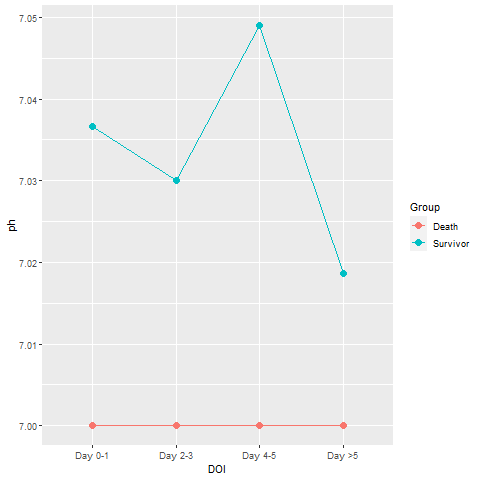 7.05
7.04
7.03
7.02
7.01
7.00
ph
Day 0-1 Day 2-3 Day 4-5 Day >5
DOI
Group
Death
Survivor